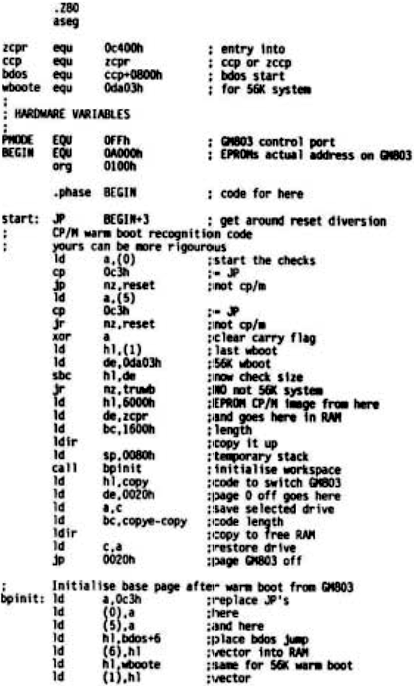 .Z80
aseg
zcpr equ 0c400h ; entry into
ccp equ zcpr ; ccp or zccp
bdos equ ccp+0800h ; bdos start
wboote equ 0da03h ; for 56K system
;
; HARDWARE VARIABLES
;
PMODE EQU 0FFh ; GM803 control port
BEGIN EQU 0A000h ; EPROMs actual address on GM803
org 0100h
.phase BEGIN ; code for here
start: JP BEGIN+3 ; get around reset diversion
; CP/M warm boot recognition code
; yours can be more rigourous
ld a,(0) ;start the checks
cp 0c3h ;= JP
jp nz,reset ;not cp/m
ld a,(5)
cp 0c3h ;= JP
jr nz,reset ;not cp/m
xor a ;clear carry flag
ld hl,(1) ;last wboot
ld de,0da03h ;56K wboot
sbc hl,de ;now check size
jr nz,truwb ;NO not 56K system
ld hl,6000h ;EPROM CP/M image from here
ld de,zcpr ;and goes here in RAM
ld bc,1600h ;length
ldir ;copy it up
ld sp,0080h ;temporary stack
call bpinit ;initialise workspace
ld hl,copy ;code to switch GM803
ld de,0020h ;page 0 off goes here
ld a,c ;save selected drive
ld bc,copye-copy ;code length
ldir ;copy to free RAM
ld c,a ;restore drive
jp 0020h ;page GM803 off
; Initialise base page after warm boot from GM803
bpinit: ld a,0c3h ;replace JP's
ld (0),a ;here
ld (5),a ;and here
ld hl,bdos+6 ;place bdos jump
ld (6),hl ;vector into RAM
ld hl,wboote ;same for 56K warm boot
ld (1),hl ;vector